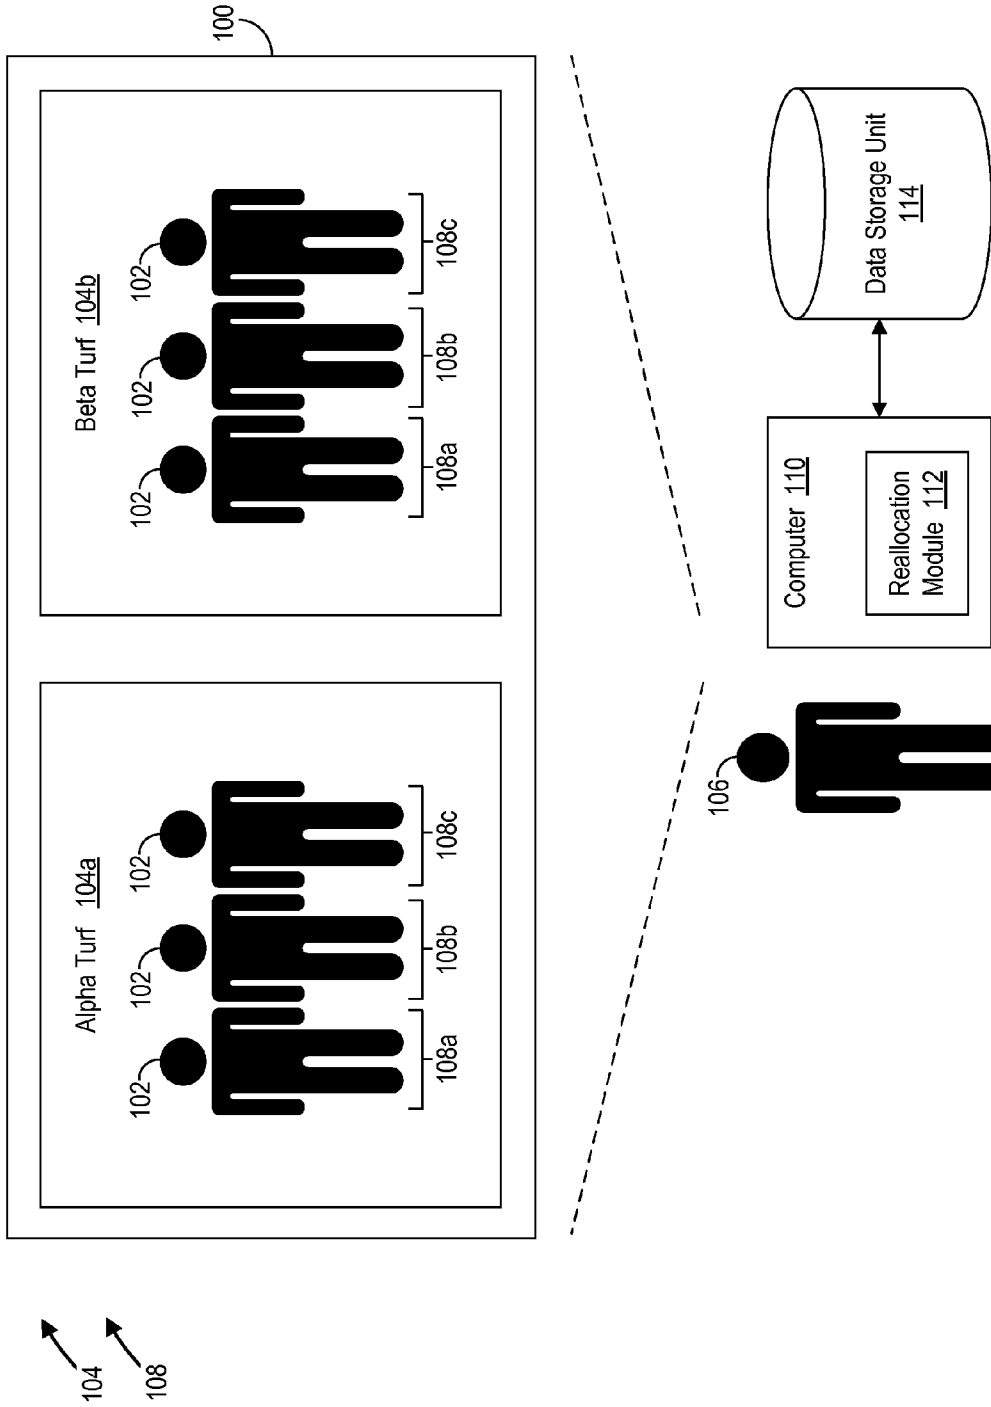 100
Alpha Turf 104a
102
102
102
108a
108b
108c
Beta Turf 104b
102
102
102
108a
108b
108c
104
108
106
Computer 110
Reallocation
Module 112
Data Storage Unit
114